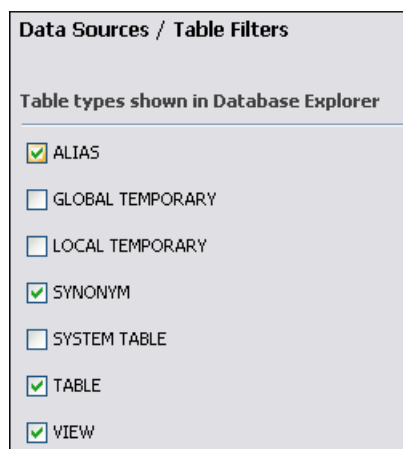 Data Sources / Table Filters
Table types shown in Database Explorer
ALIAS
GLOBAL TEMPORARY
LOCAL TEMPORARY
SYNONYM
SYSTEM TABLE
TABLE
VIEW